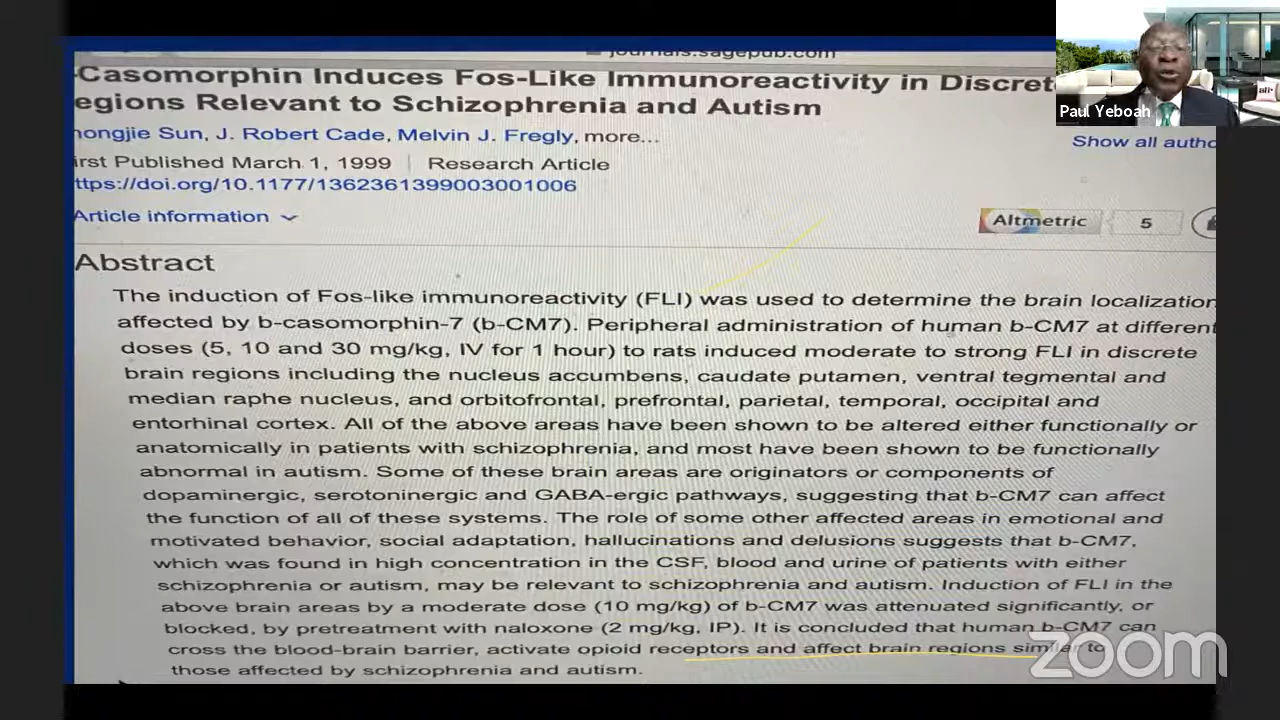 journals.sagepub.com
-Casomorphin Induces Fos-Like Immunoreactivity in Discret
egions Relevant to Schizophrenia and Autism
hongjie Sun, J. Robert Cade, Melvin J. Fregly, more...
Show all autho
irst Published March 1, 1999 | Research Article
ttps://doi.org/10.1177/1362361399003001006
Article information
Altmetric 5
Abstract
The induction of Fos-like immunoreactivity (FLI) was used to determine the brain localization
affected by b-casomorphin-7 (b-CM7). Peripheral administration of human b-CM7 at different
doses (5, 10 and 30 mg/kg, IV for 1 hour) to rats induced moderate to strong FLI in discrete
brain regions including the nucleus accumbens, caudate putamen, ventral tegmental and
median raphe nucleus, and orbitofrontal, prefrontal, parietal, temporal, occipital and
entorhinal cortex. All of the above areas have been shown to be altered either functionally or
anatomically in patients with schizophrenia, and most have been shown to be functionally
abnormal in autism. Some of these brain areas are originators or components of
dopaminergic, serotoninergic and GABA-ergic pathways, suggesting that b-CM7 can affect
the function of all of these systems. The role of some other affected areas in emotional and
motivated behavior, social adaptation, hallucinations and delusions suggests that b-CM7,
which was found in high concentration in the CSF, blood and urine of patients with either
schizophrenia or autism, may be relevant to schizophrenia and autism. Induction of FLI in the
above brain areas by a moderate dose (10 mg/kg) of b-CM7 was attenuated significantly, or
blocked, by pretreatment with naloxone (2 mg/kg, IP). It is concluded that human b-CM7 can
cross the blood-brain barrier, activate opioid receptors and affect brain regions similar to
those affected by schizophrenia and autism.
Paul Yeboah
ali
zoom